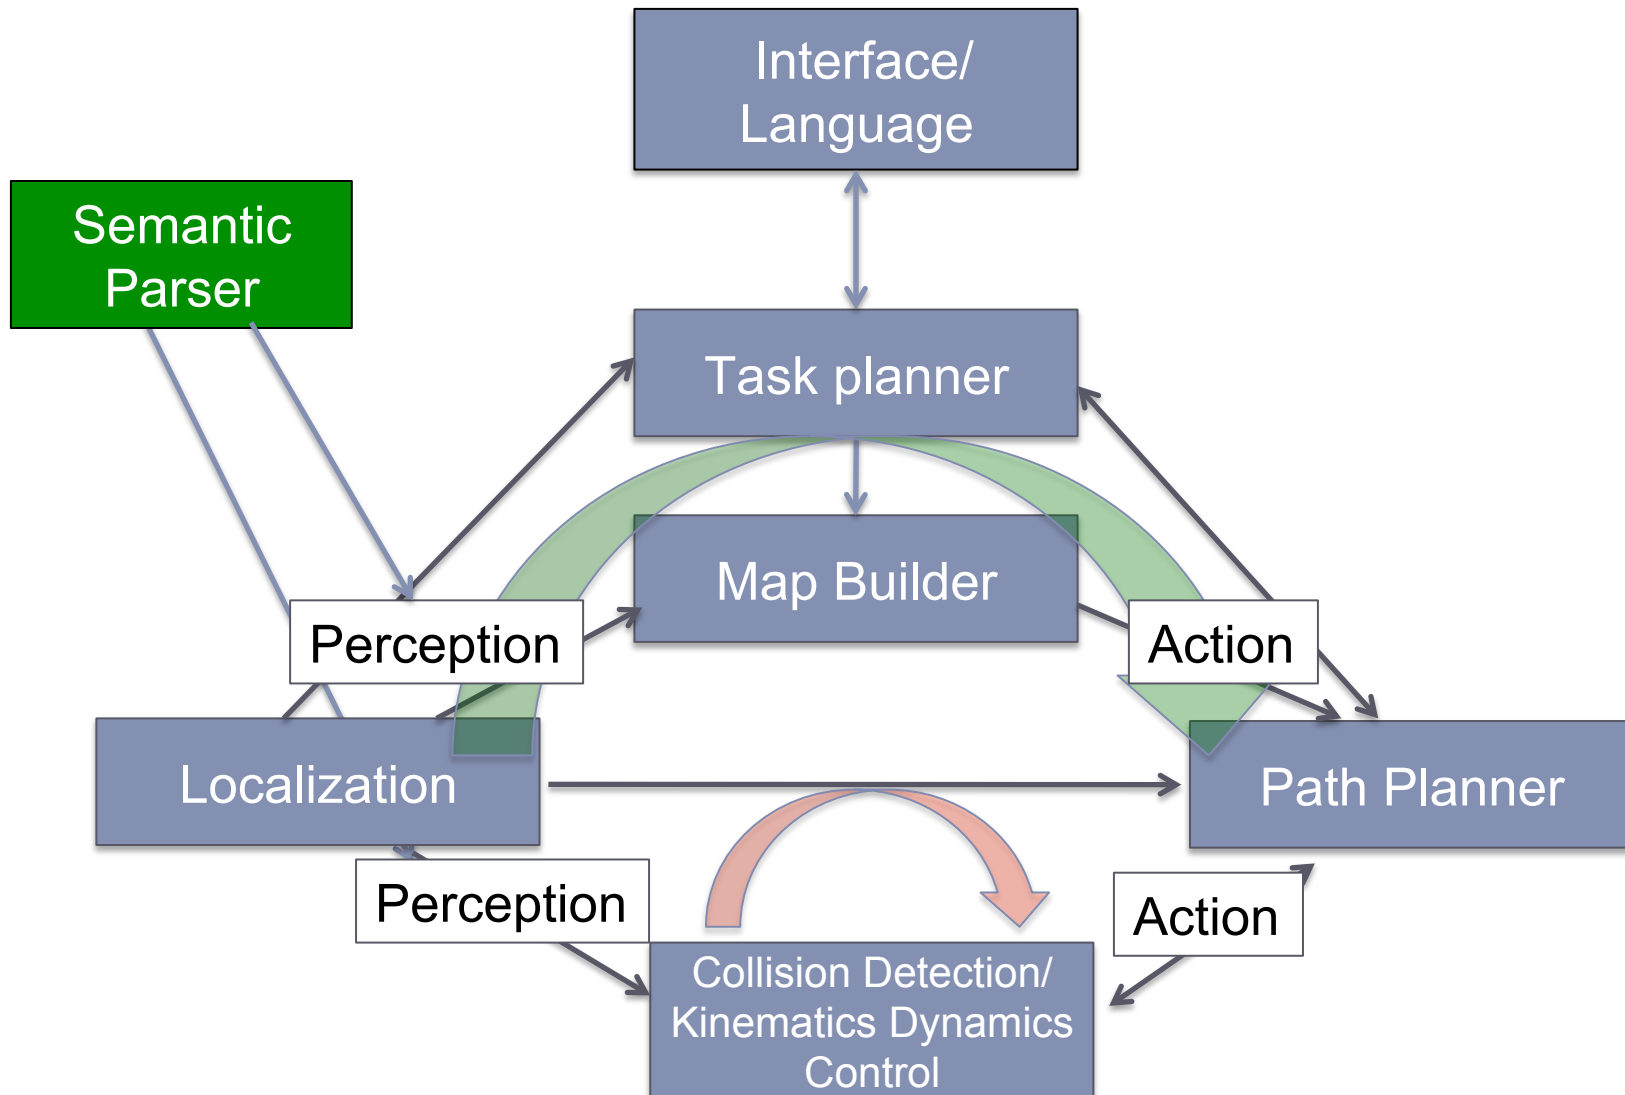 Interface/
Language
Semantic
Parser
Task planner
Map Builder
Perception
Action
Localization
Path Planner
Perception
Action
Collision Detection/
Kinematics Dynamics
Control